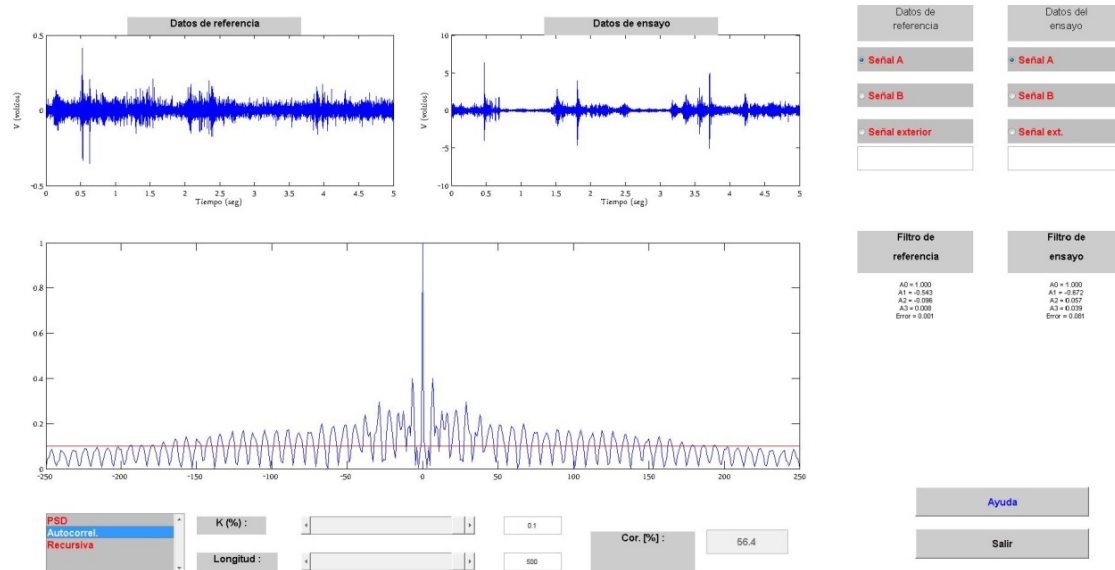 Datos de referencia
0.5
0
-0.5
V (voltios)
0 0.5 1 1.5 2 2.5 3 3.5 4 4.5 5
Tiempo (seg)
Datos de ensayo
10
5
0
-5
-10
V (voltios)
0 0.5 1 1.5 2 2.5 3 3.5 4 4.5 5
Tiempo (seg)
Datos de
referencia
Señal A
Señal B
Señal exterior
Datos del
ensayo
Señal A
Señal B
Señal ext.
1
0.8
0.6
0.4
0.2
0
-250 -200 -150 -100 -50 0 50 100 150 200 250
Filtro de
referencia
A0 = 1.000
A1 = -0.543
A2 = -0.096
A3 = 0.008
Error = 0.001
Filtro de
ensayo
A0 = 1.000
A1 = -0.672
A2 = 0.057
A3 = 0.039
Error = 0.081
PSD
Autocorrel.
Recursiva
K (%) :
0.1
Longitud :
500
Cor. [%] :
56.4
Ayuda
Salir